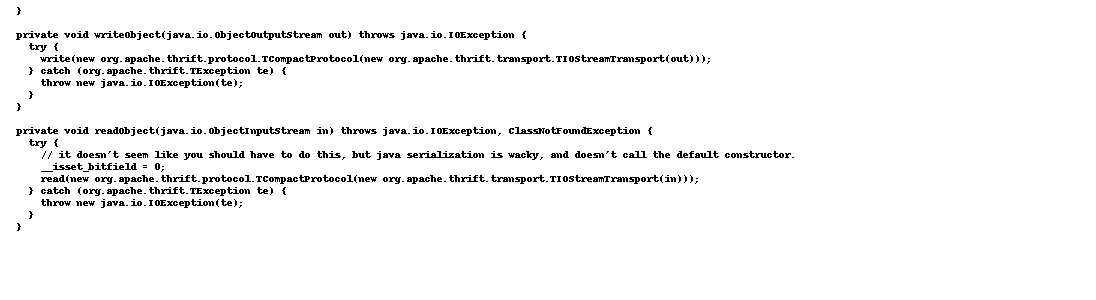 }

private void writeObject(java.io.ObjectOutputStream out) throws java.io.IOException {
  try {
    write(new org.apache.thrift.protocol.TCompactProtocol(new org.apache.thrift.transport.TIOStreamTransport(out)));
  } catch (org.apache.thrift.TException te) {
    throw new java.io.IOException(te);
  }
}

private void readObject(java.io.ObjectInputStream in) throws java.io.IOException, ClassNotFoundException {
  try {
    // it doesn't seem like you should have to do this, but java serialization is wacky, and doesn't call the default constructor.
    __isset_bitfield = 0;
    read(new org.apache.thrift.protocol.TCompactProtocol(new org.apache.thrift.transport.TIOStreamTransport(in)));
  } catch (org.apache.thrift.TException te) {
    throw new java.io.IOException(te);
  }
}